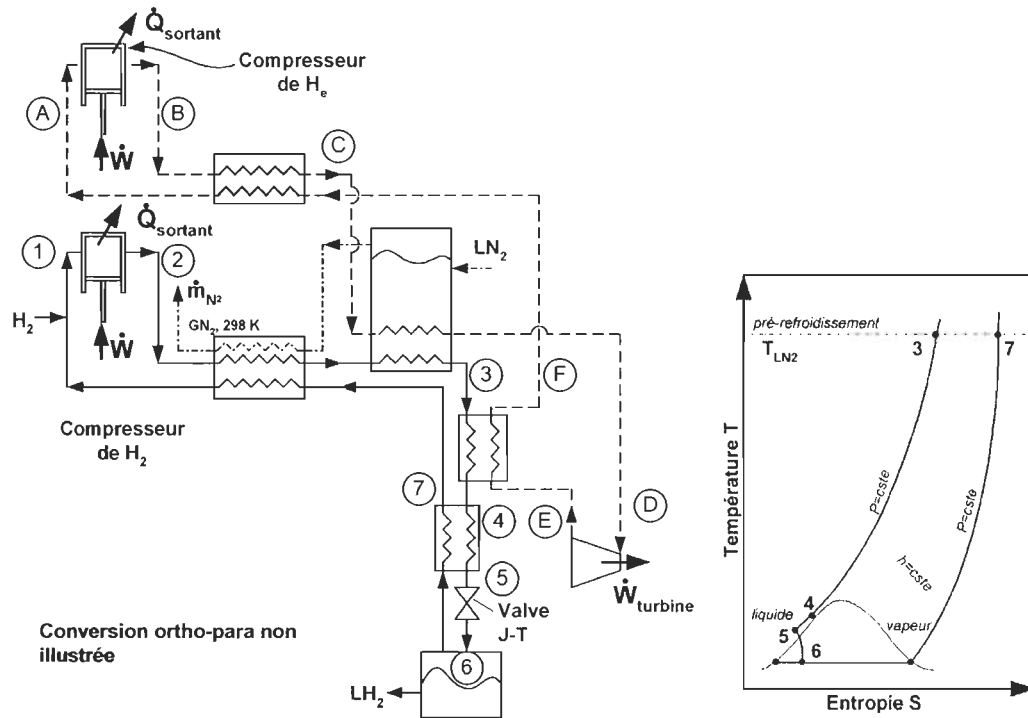 Q̇sortant
Compresseur
de He
A
B
Ẇ
C
Q̇sortant
1
2
ṁN2
GN2, 298 K
LN2
H2
Ẇ
3
F
Compresseur
de H2
7
4
E
D
5
Ẇturbine
Valve
J-T
Conversion ortho-para non
illustrée
6
LH2
Température T
pré-refroidissement
TLN2
3
7
P=cste
P=cste
h=cste
4
liquide
vapeur
5
6
Entropie S